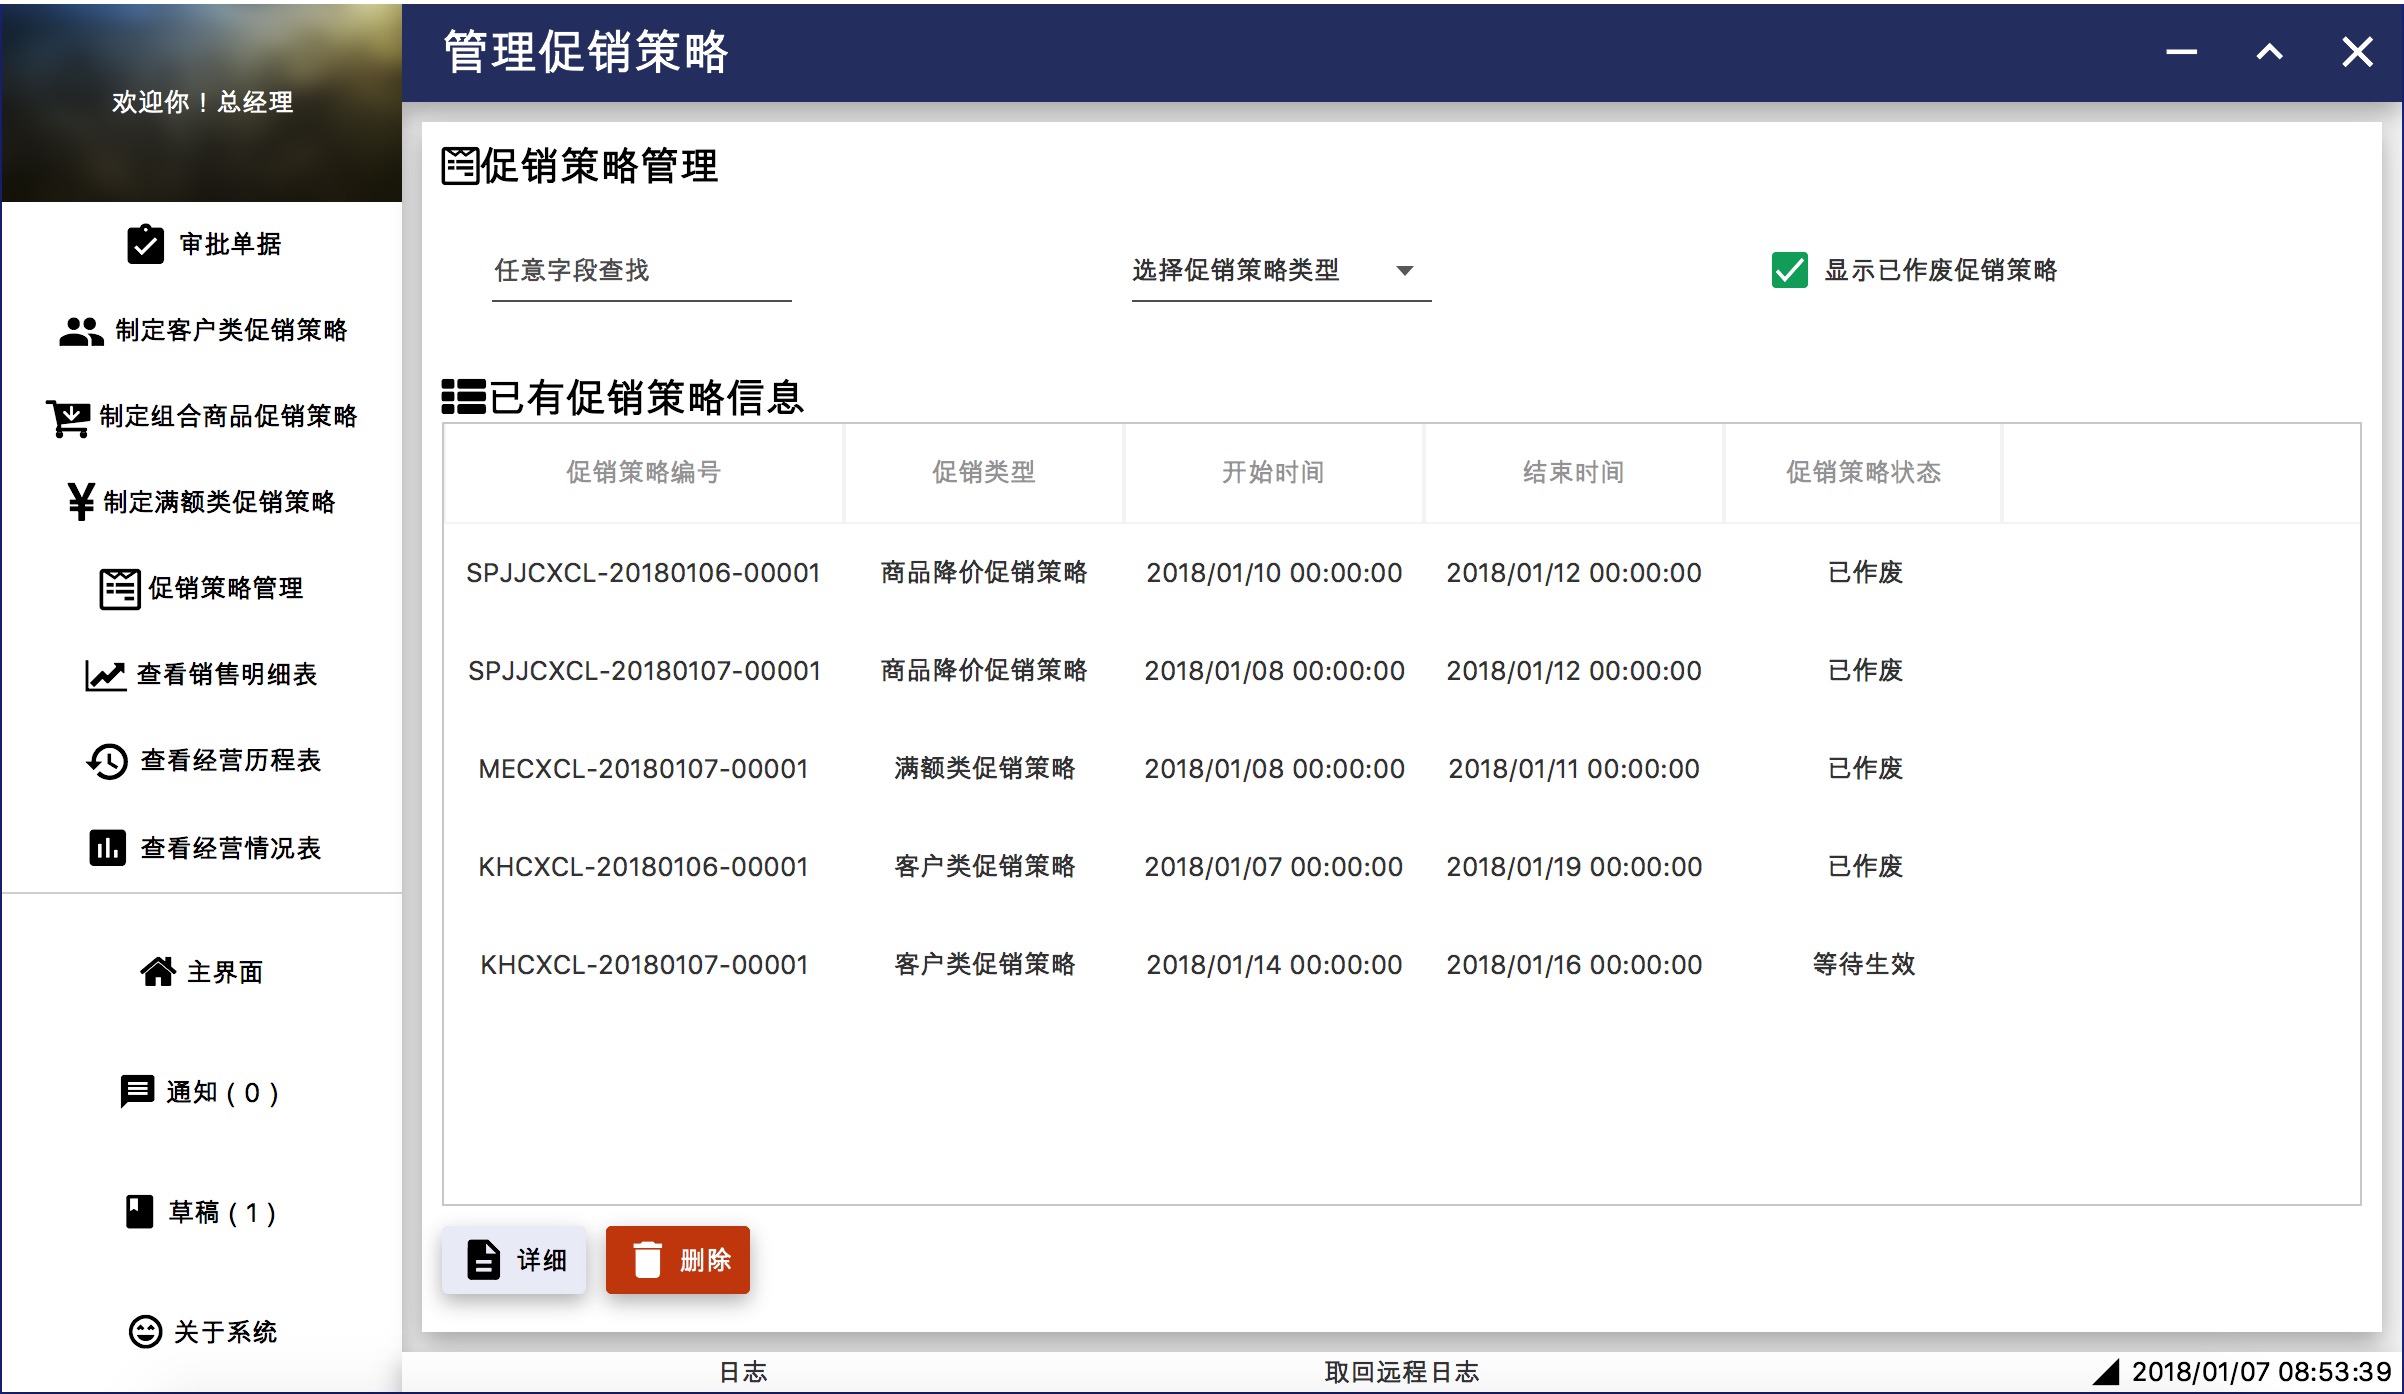 管理促销策略
欢迎你！总经理
审批单据
制定客户类促销策略
制定组合商品促销策略
制定满额类促销策略
促销策略管理
查看销售明细表
查看经营历程表
查看经营情况表
主界面
通知 ( 0 )
草稿 ( 1 )
关于系统
促销策略管理
任意字段查找 选择促销策略类型 显示已作废促销策略
已有促销策略信息
促销策略编号 促销类型 开始时间 结束时间 促销策略状态
SPJJCXCL-20180106-00001 商品降价促销策略 2018/01/10 00:00:00 2018/01/12 00:00:00 已作废
SPJJCXCL-20180107-00001 商品降价促销策略 2018/01/08 00:00:00 2018/01/12 00:00:00 已作废
MECXCL-20180107-00001 满额类促销策略 2018/01/08 00:00:00 2018/01/11 00:00:00 已作废
KHCXCL-20180106-00001 客户类促销策略 2018/01/07 00:00:00 2018/01/19 00:00:00 已作废
KHCXCL-20180107-00001 客户类促销策略 2018/01/14 00:00:00 2018/01/16 00:00:00 等待生效
详细 删除
日志 取回远程日志 2018/01/07 08:53:39